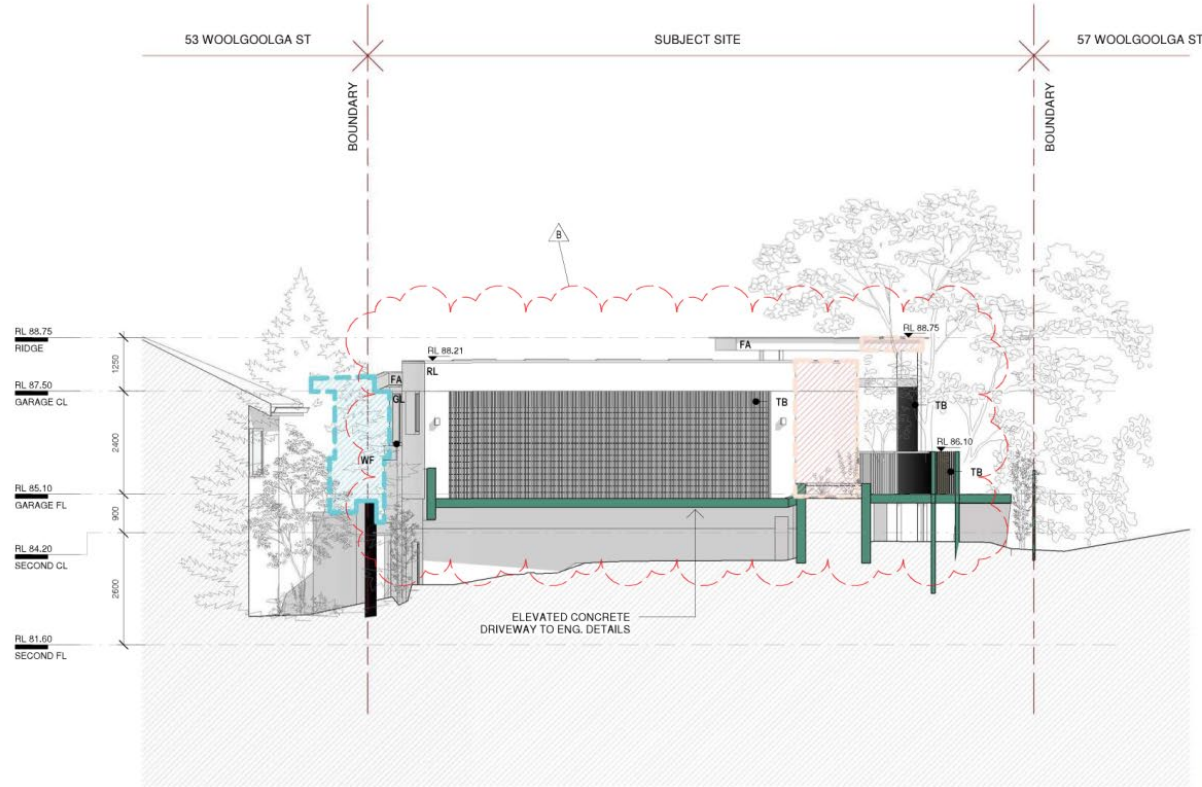 53 WOOLGOOLGA ST
SUBJECT SITE
57 WOOLGOOLGA ST
BOUNDARY
BOUNDARY
B
RL 88.75
RIDGE
1250
RL 87.50
GARAGE CL
2400
RL 85.10
GARAGE FL
900
RL 84.20
SECOND CL
2600
RL 81.60
SECOND FL
RL 88.21
RL
FA
GL
WF
TB
FA
RL 88.75
TB
RL 86.10
TB
ELEVATED CONCRETE
DRIVEWAY TO ENG. DETAILS